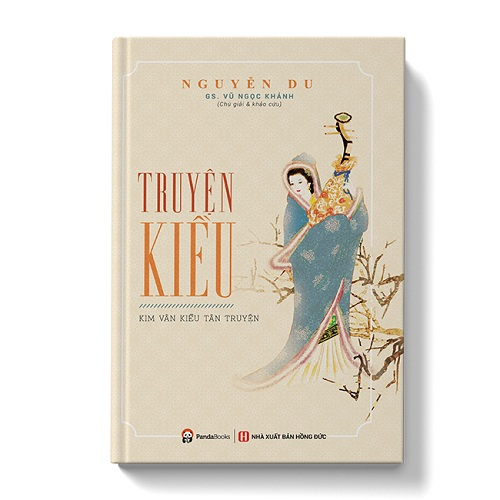 NGUYỄN DU
GS. VŨ NGỌC KHÁNH
(Chú giải & khảo cứu)
TRUYỆN
KIỀU
KIM VÂN KIỀU TÂN TRUYỆN
PandaBooks
NHÀ XUẤT BẢN HỒNG ĐỨC